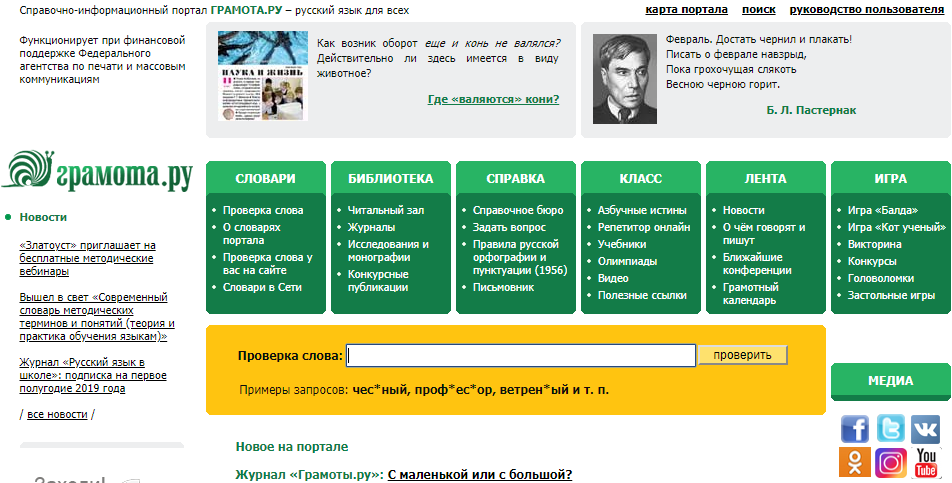 Справочно-информационный портал ГРАМОТА.РУ – русский язык для всех
карта портала поиск руководство пользователя
Функционирует при финансовой
поддержке Федерального
агентства по печати и массовым
коммуникациям
НАУКА И ЖИЗНЬ
Как возник оборот еще и конь не валялся?
Действительно ли здесь имеется в виду
животное?
Где «валяются» кони?
Февраль. Достать чернил и плакать!
Писать о феврале навзрыд,
Пока грохочущая слякоть
Весною черною горит.
Б. Л. Пастернак
грамота.ру
Новости
«Златоуст» приглашает на
бесплатные методические
вебинары
Вышел в свет «Современный
словарь методических
терминов и понятий (теория и
практика обучения языкам)»
Журнал «Русский язык в
школе»: подписка на первое
полугодие 2019 года
/ все новости /
Заходи!
СЛОВАРИ
Проверка слова
О словарях
портала
Проверка слова у
вас на сайте
Словари в Сети
БИБЛИОТЕКА
Читальный зал
Журналы
Исследования и
монографии
Конкурсные
публикации
СПРАВКА
Справочное бюро
Задать вопрос
Правила русской
орфографии и
пунктуации (1956)
Письмовник
КЛАСС
Азбучные истины
Репетитор онлайн
Учебники
Олимпиады
Видео
Полезные ссылки
ЛЕНТА
Новости
О чём говорят и
пишут
Ближайшие
конференции
Грамотный
календарь
ИГРА
Игра «Балда»
Игра «Кот ученый»
Викторина
Конкурсы
Головоломки
Застольные игры
Проверка слова: проверить
Примеры запросов: чес*ный, проф*ес*ор, ветрен*ый и т. п.
МЕДИА
You
Tube
Новое на портале
Журнал «Грамоты.ру»: С маленькой или с большой?